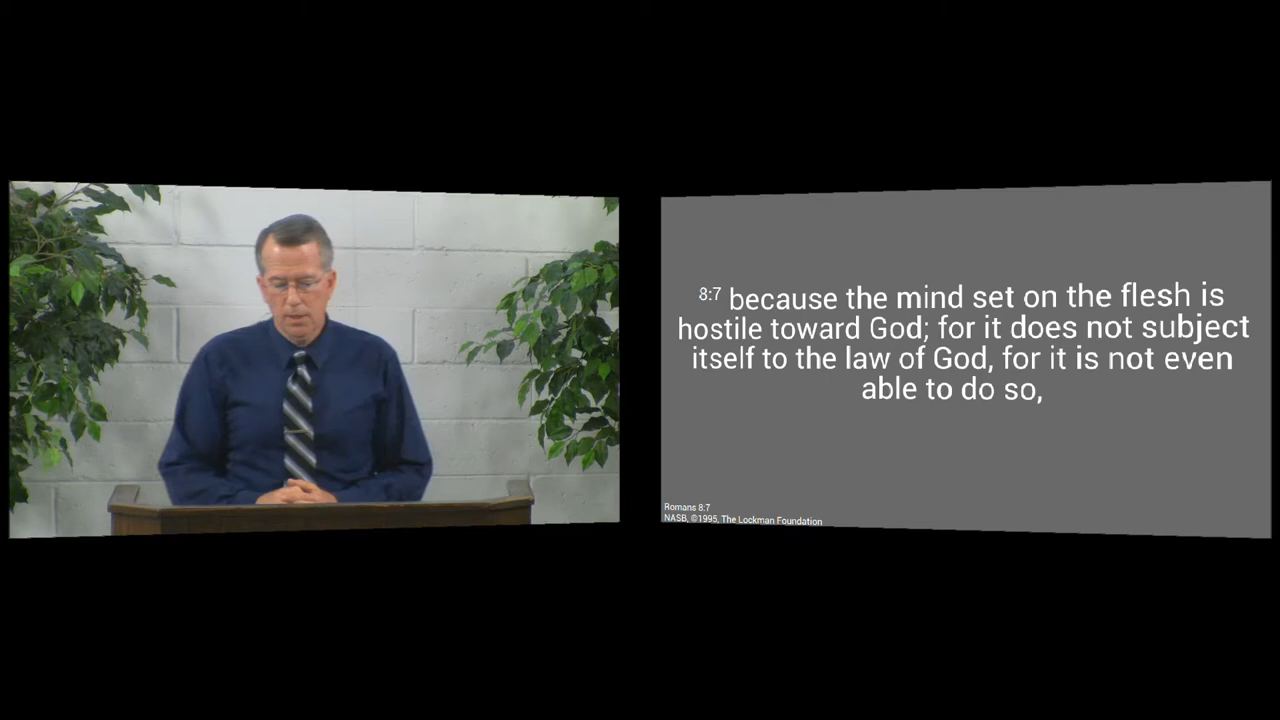 8:7 because the mind set on the flesh is
hostile toward God; for it does not subject
itself to the law of God, for it is not even
able to do so,
Romans 8:7
NASB, ©1995, The Lockman Foundation